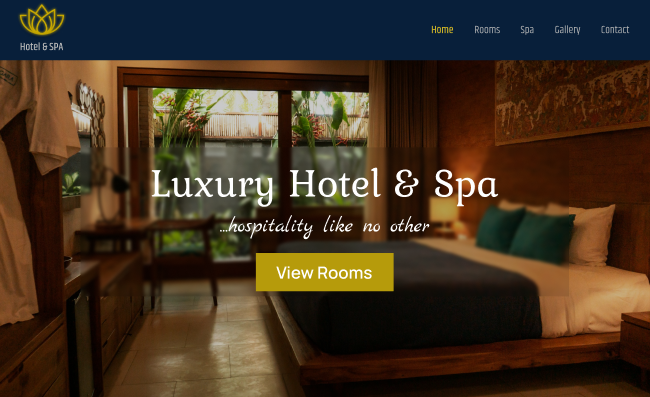 Hotel & SPA
Home Rooms Spa Gallery Contact
Luxury Hotel & Spa
...hospitality like no other
View Rooms